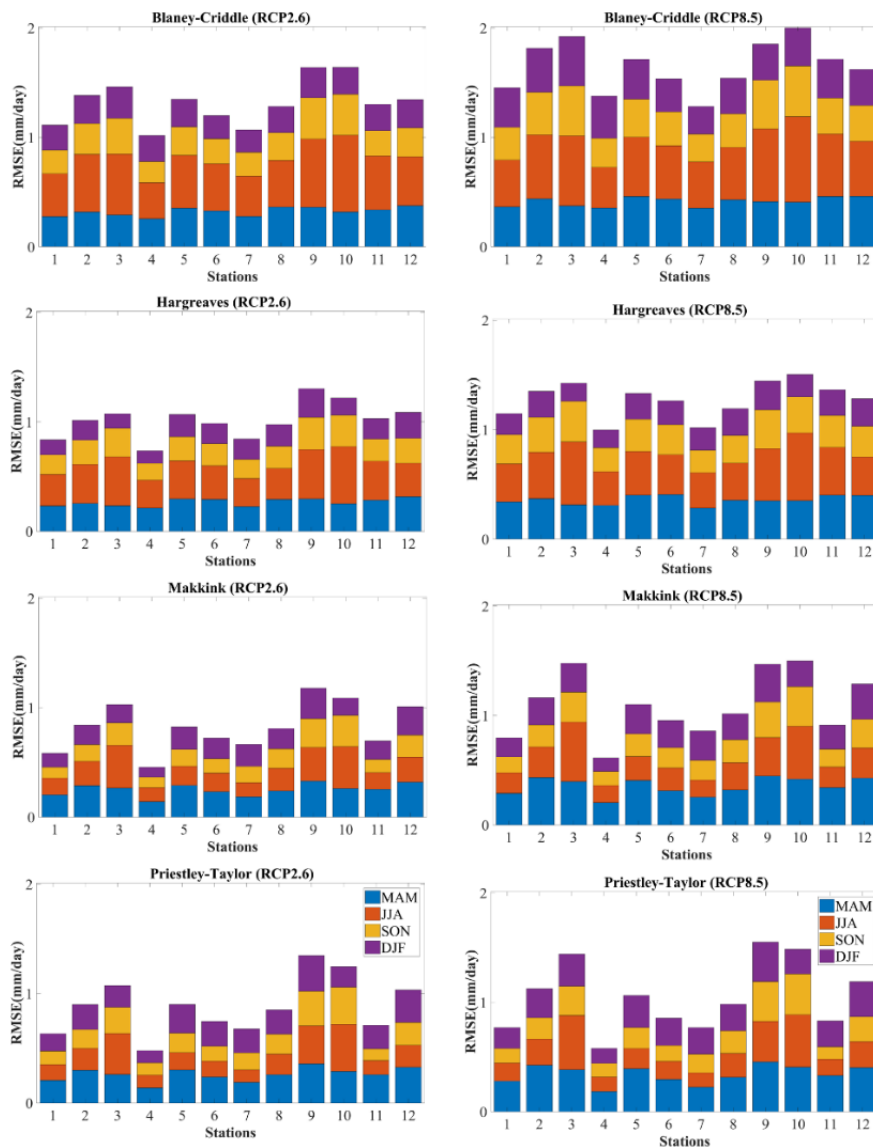 Blaney-Criddle (RCP2.6)
2
1
0
RMSE(mm/day)
1 2 3 4 5 6 7 8 9 10 11 12
Stations
Blaney-Criddle (RCP8.5)
2
1
0
RMSE(mm/day)
1 2 3 4 5 6 7 8 9 10 11 12
Stations
Hargreaves (RCP2.6)
2
1
0
RMSE(mm/day)
1 2 3 4 5 6 7 8 9 10 11 12
Stations
Hargreaves (RCP8.5)
2
1
0
RMSE(mm/day)
1 2 3 4 5 6 7 8 9 10 11 12
Stations
Makkink (RCP2.6)
2
1
0
RMSE(mm/day)
1 2 3 4 5 6 7 8 9 10 11 12
Stations
Makkink (RCP8.5)
2
1
0
RMSE(mm/day)
1 2 3 4 5 6 7 8 9 10 11 12
Stations
Priestley-Taylor (RCP2.6)
2
1
0
RMSE(mm/day)
MAM
JJA
SON
DJF
1 2 3 4 5 6 7 8 9 10 11 12
Stations
Priestley-Taylor (RCP8.5)
2
1
0
RMSE(mm/day)
MAM
JJA
SON
DJF
1 2 3 4 5 6 7 8 9 10 11 12
Stations